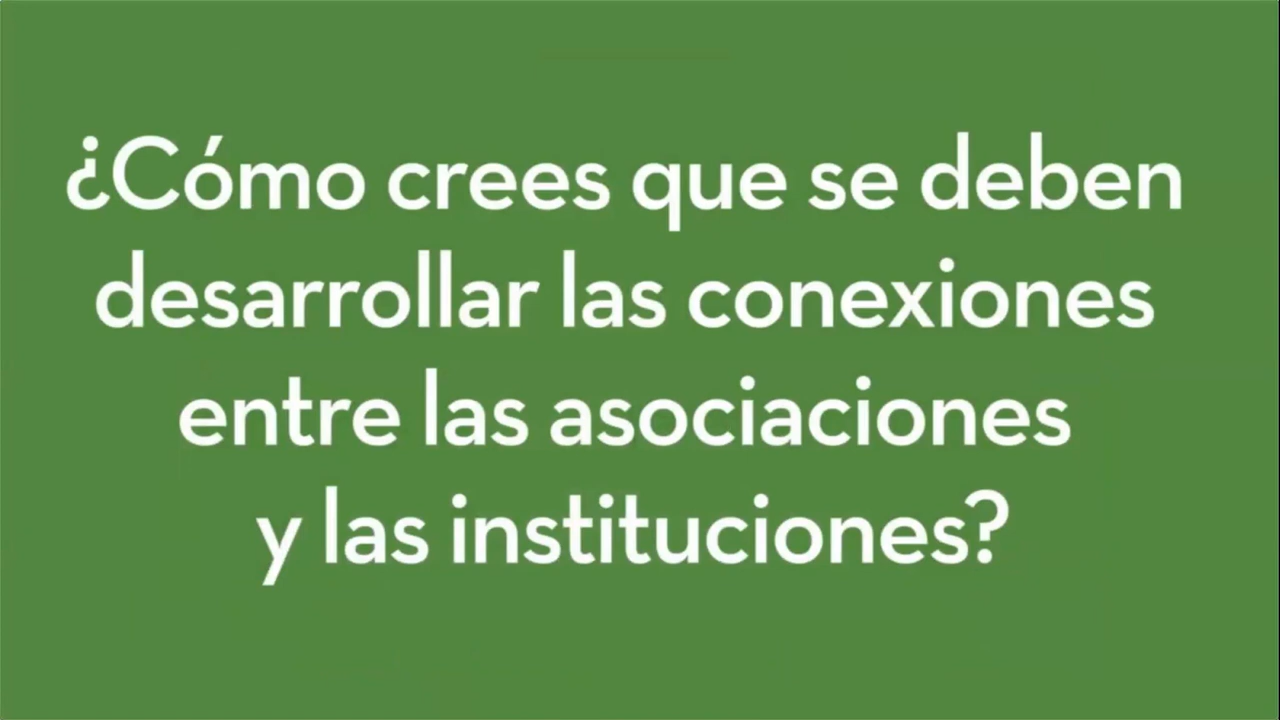 ¿Cómo crees que se deben
desarrollar las conexiones
entre las asociaciones
y las instituciones?